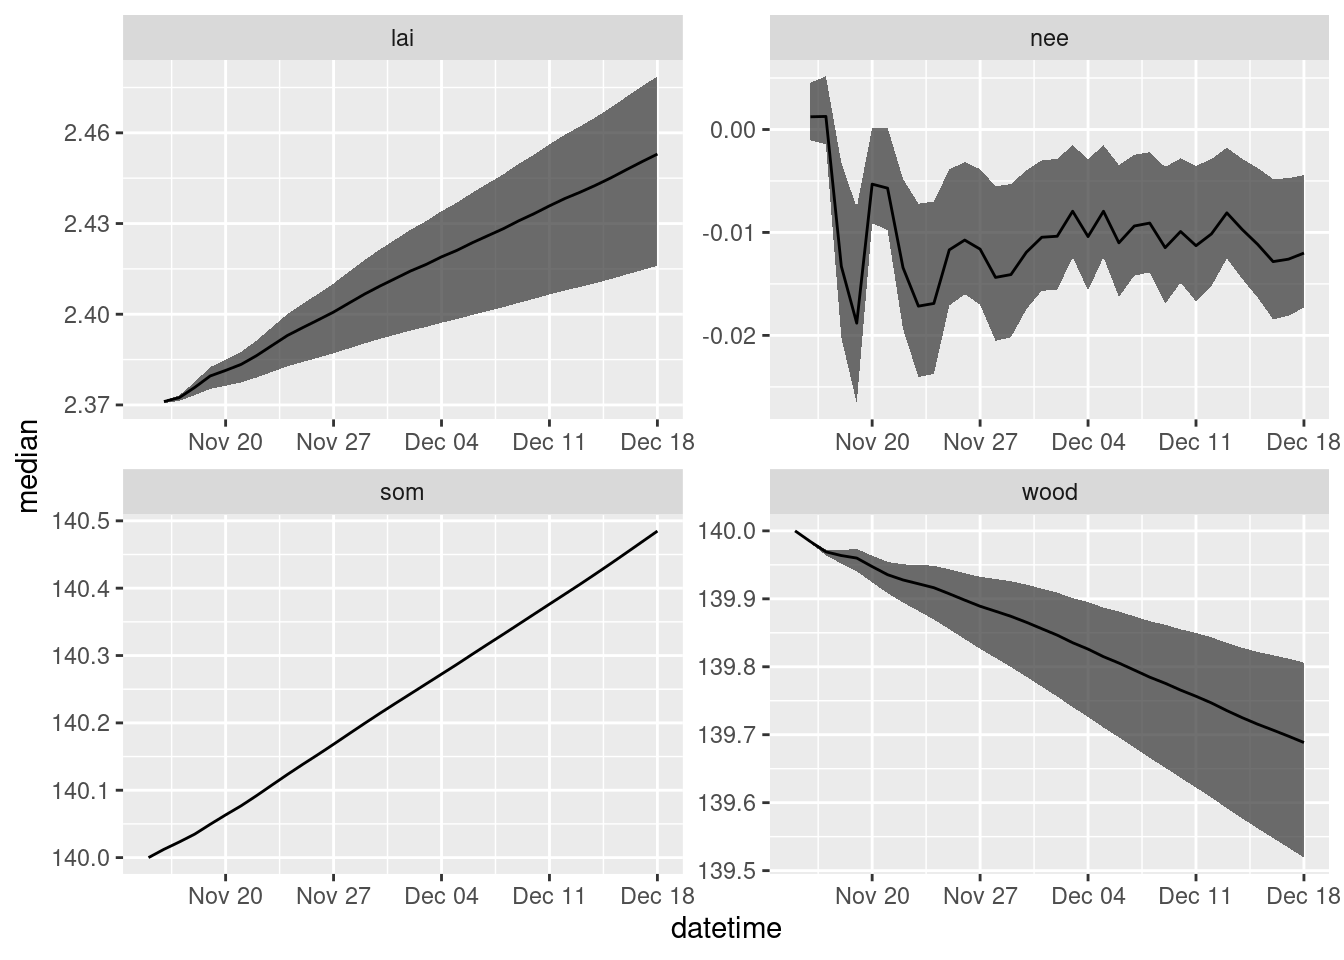 lai
nee
2.46
2.43
2.40
2.37
0.00
-0.01
-0.02
Nov 20 Nov 27 Dec 04 Dec 11 Dec 18
Nov 20 Nov 27 Dec 04 Dec 11 Dec 18
median
som
wood
140.5
140.4
140.3
140.2
140.1
140.0
140.0
139.9
139.8
139.7
139.6
139.5
Nov 20 Nov 27 Dec 04 Dec 11 Dec 18
Nov 20 Nov 27 Dec 04 Dec 11 Dec 18
datetime